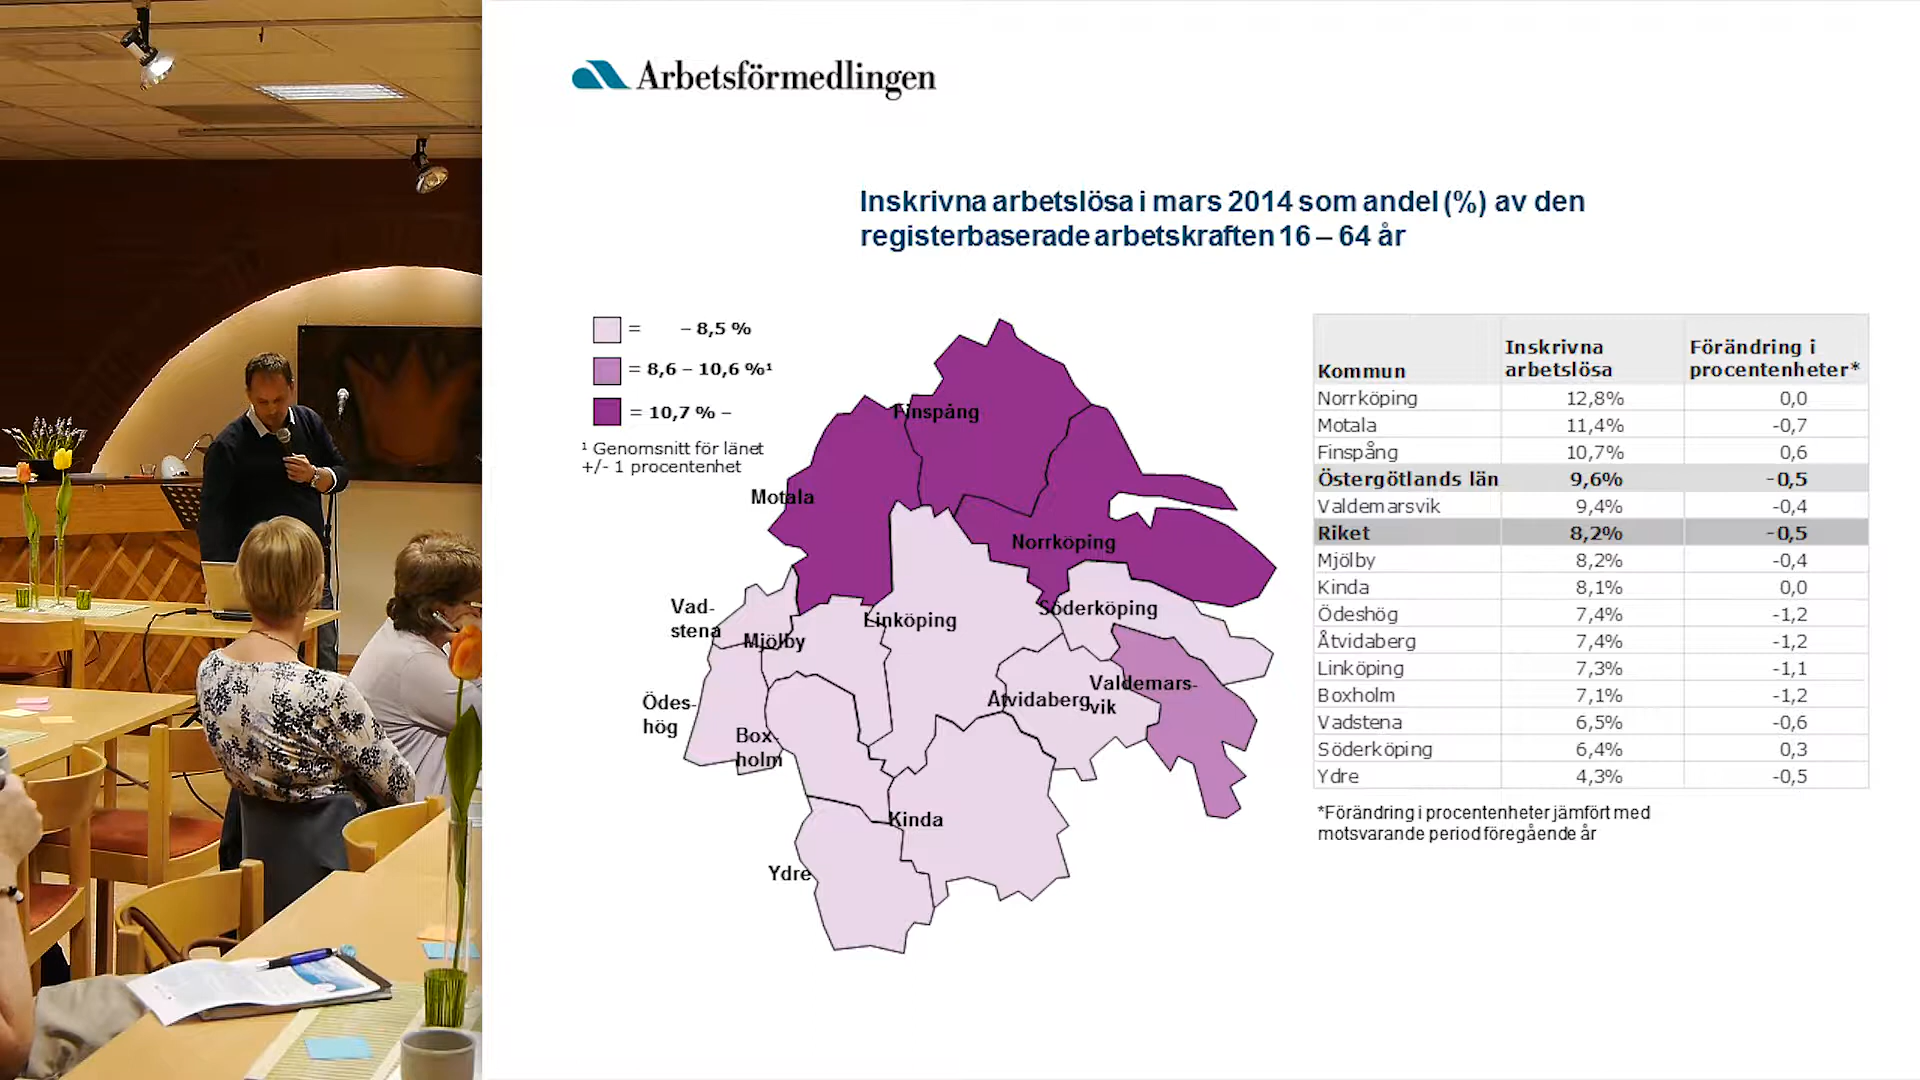 Arbetsförmedlingen
Inskrivna arbetslösa i mars 2014 som andel (%) av den
registerbaserade arbetskraften 16 – 64 år
= – 8,5 %
= 8,6 – 10,6 %¹
= 10,7 % –
¹ Genomsnitt för länet
+/- 1 procentenhet
Finspång
Motala
Norrköping
Vad-
stena
Mjölby
Linköping
Söderköping
Ödes-
hög
Box-
holm
Åtvidaberg
Valdemars-
vik
Kinda
Ydre
Kommun Inskrivna arbetslösa Förändring i procentenheter*
Norrköping 12,8% 0,0
Motala 11,4% -0,7
Finspång 10,7% 0,6
Östergötlands län 9,6% -0,5
Valdemarsvik 9,4% -0,4
Riket 8,2% -0,5
Mjölby 8,2% -0,4
Kinda 8,1% 0,0
Ödeshög 7,4% -1,2
Åtvidaberg 7,4% -1,2
Linköping 7,3% -1,1
Boxholm 7,1% -1,2
Vadstena 6,5% -0,6
Söderköping 6,4% 0,3
Ydre 4,3% -0,5
*Förändring i procentenheter jämfört med
motsvarande period föregående år